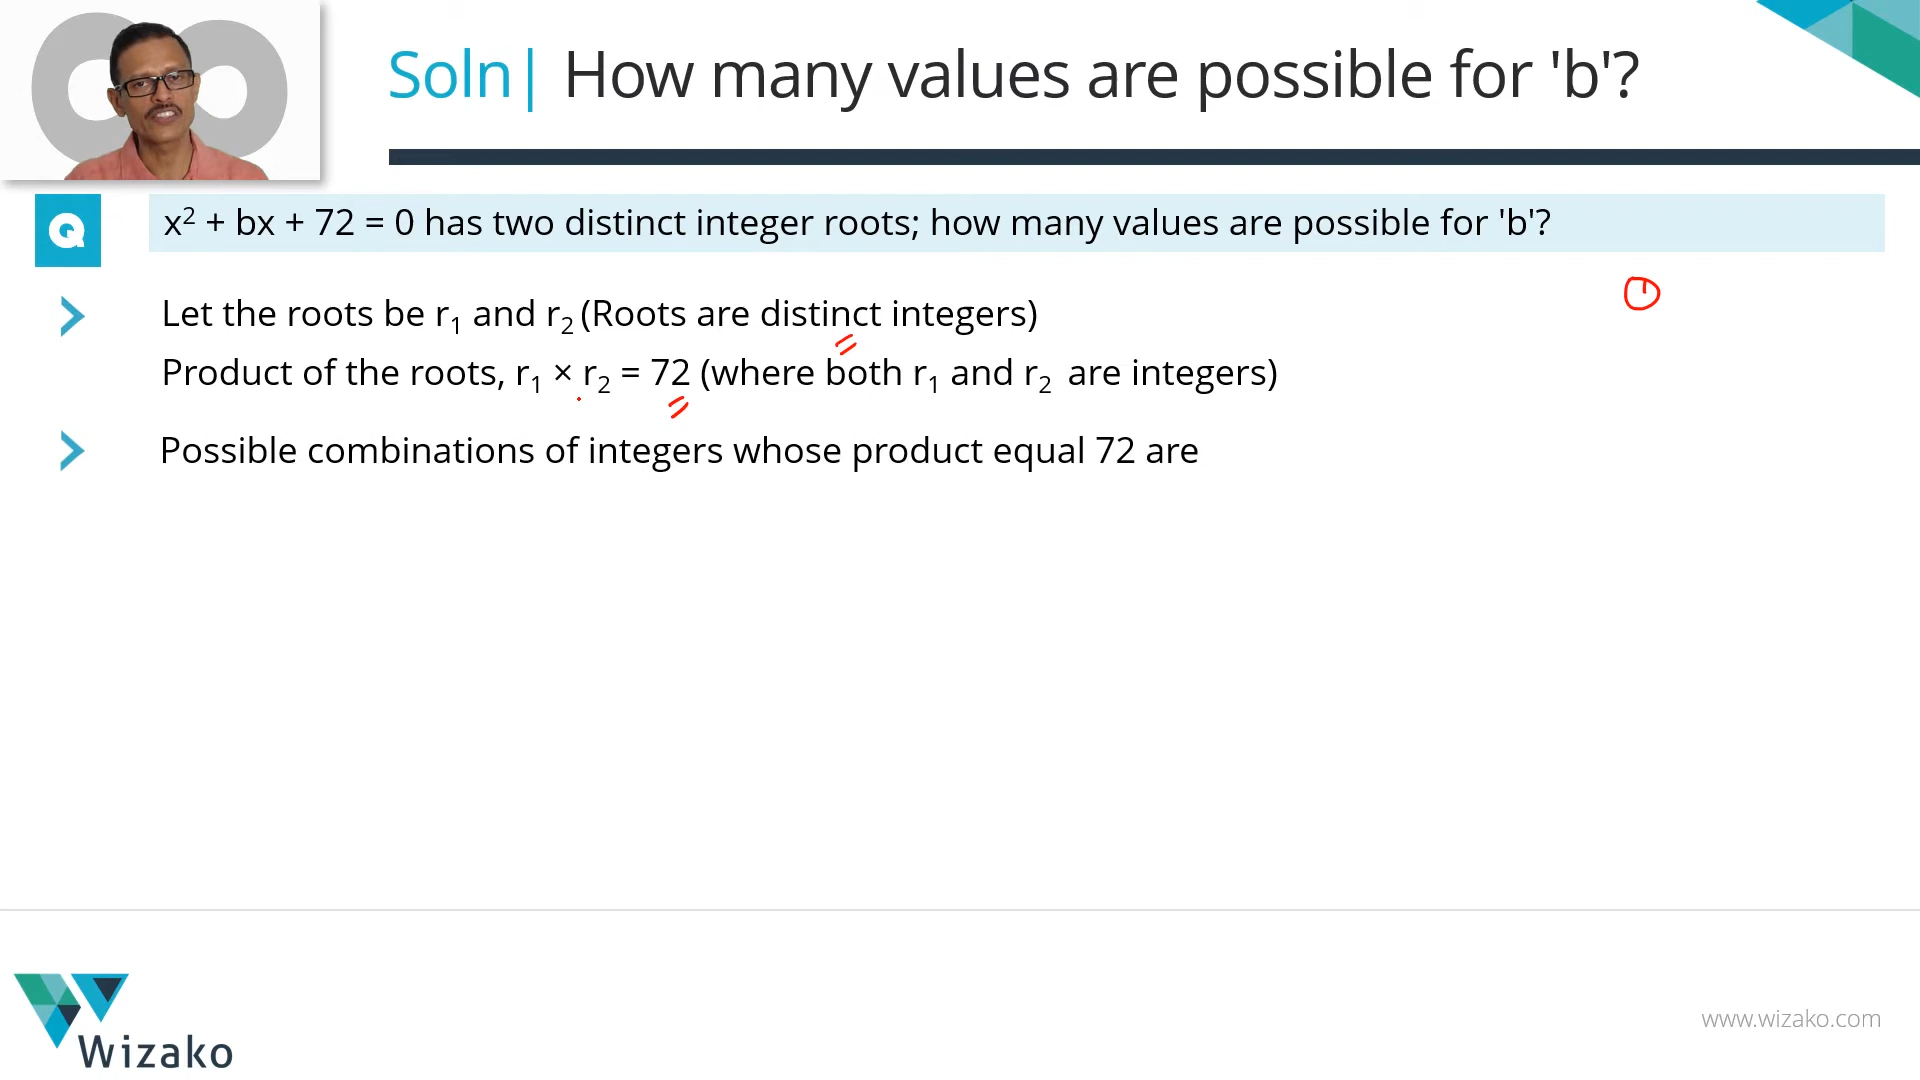 Soln| How many values are possible for 'b'?
Q
x² + bx + 72 = 0 has two distinct integer roots; how many values are possible for 'b'?
Let the roots be r₁ and r₂ (Roots are distinct integers)
Product of the roots, r₁ × r₂ = 72 (where both r₁ and r₂ are integers)
Possible combinations of integers whose product equal 72 are
Wizako
www.wizako.com